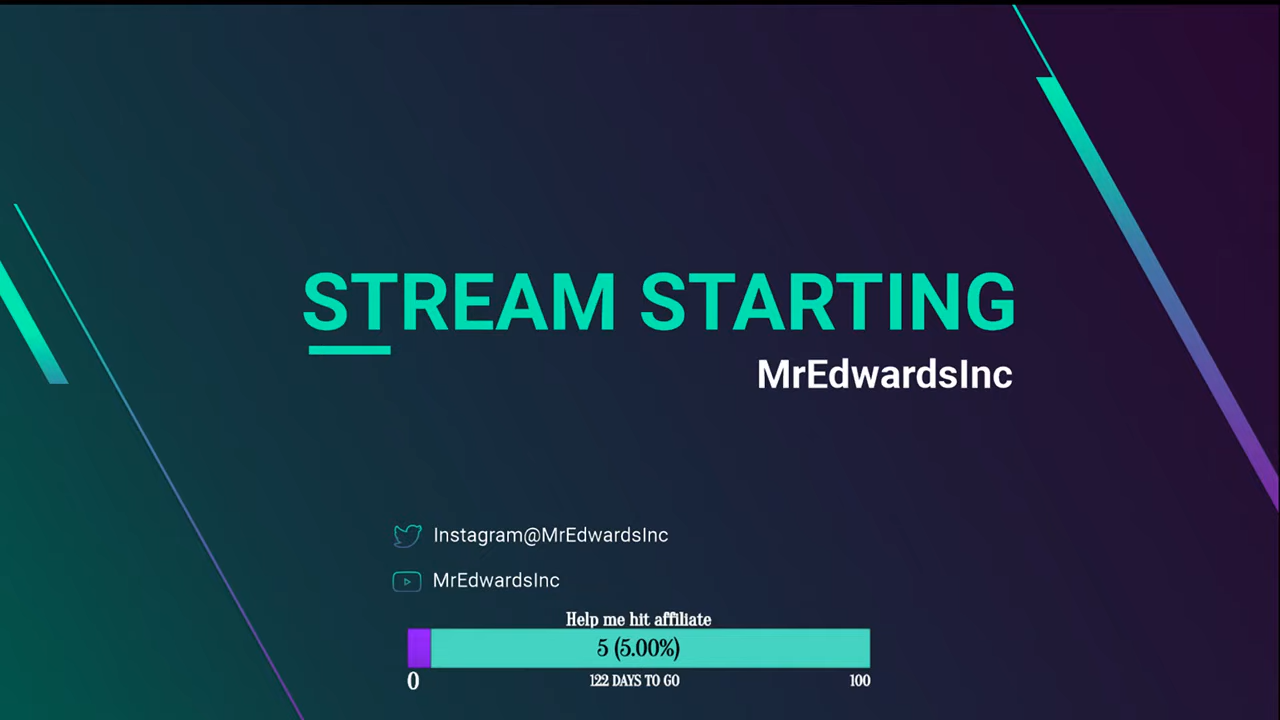 STREAM STARTING
MrEdwardsInc
Instagram@MrEdwardsInc
MrEdwardsInc
Help me hit affiliate
5 (5.00%)
0 122 DAYS TO GO 100